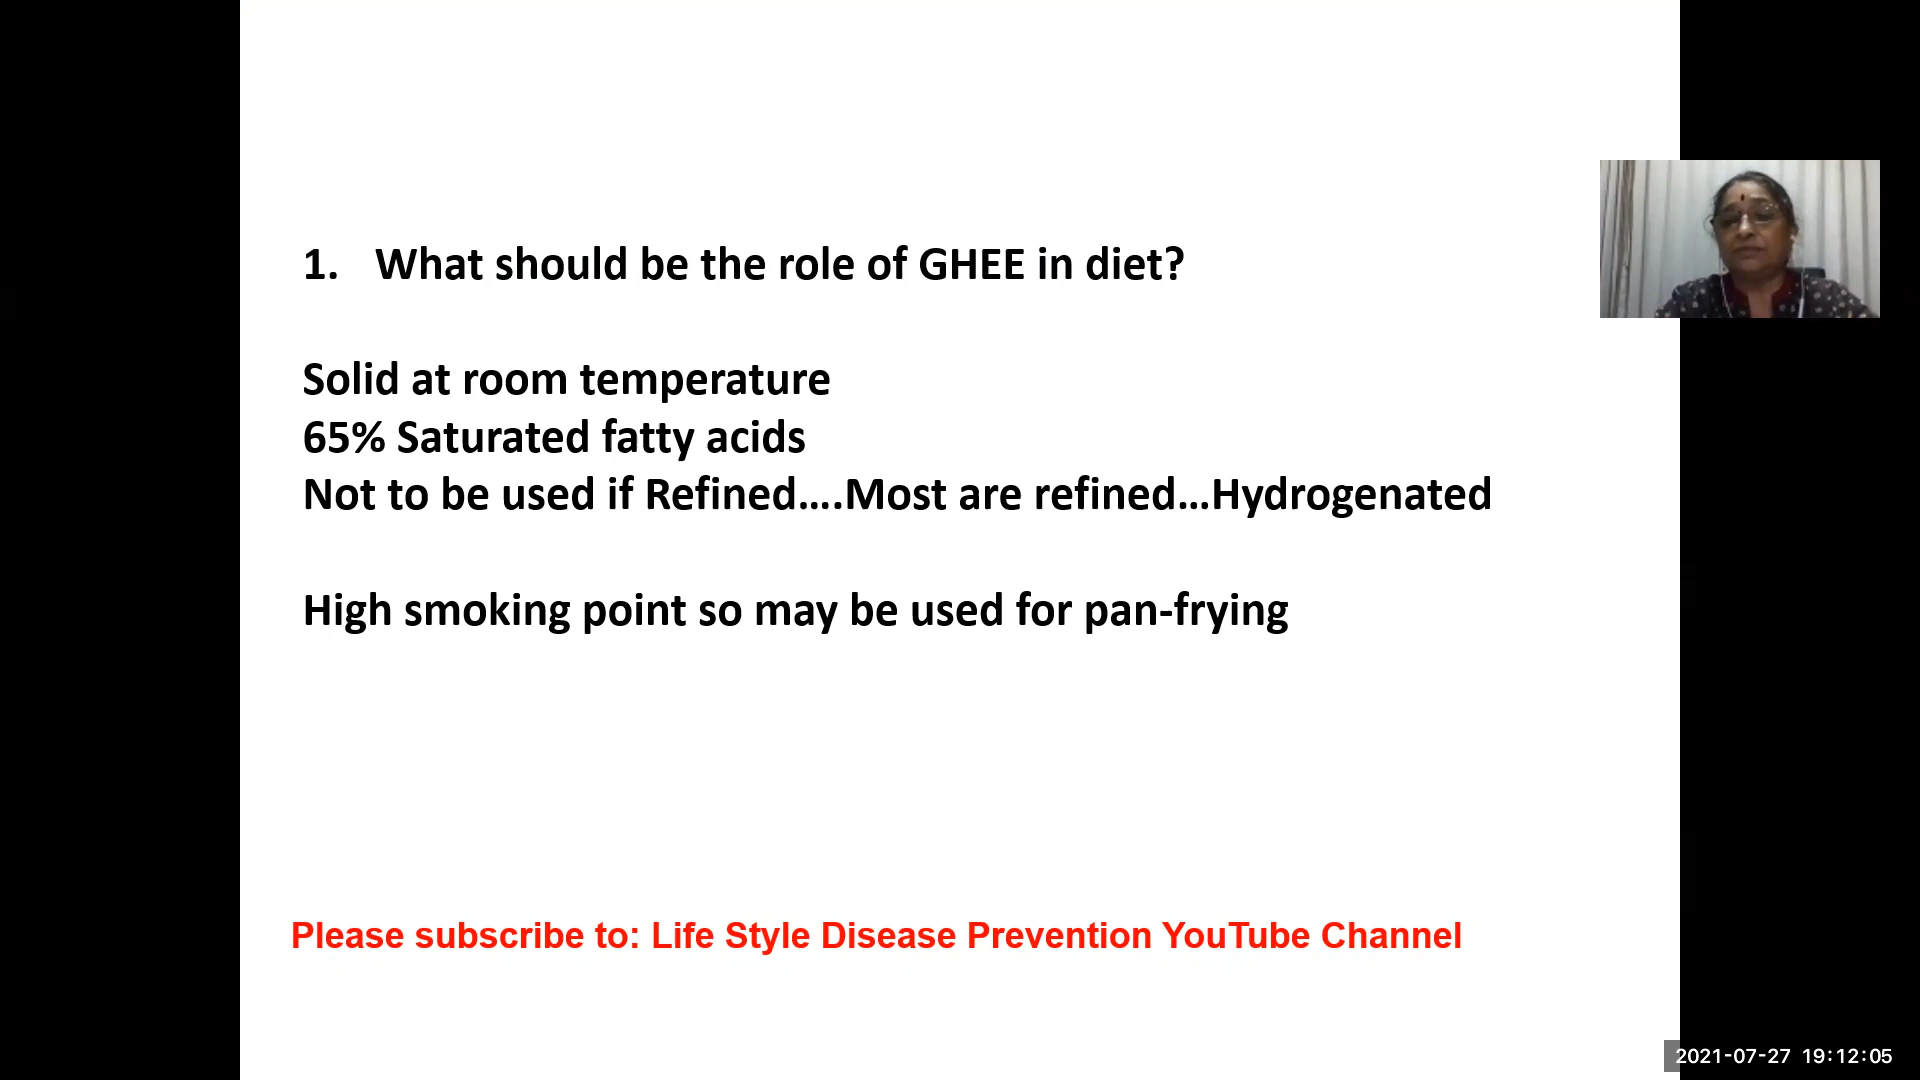 1. What should be the role of GHEE in diet?
Solid at room temperature
65% Saturated fatty acids
Not to be used if Refined....Most are refined...Hydrogenated
High smoking point so may be used for pan-frying
Please subscribe to: Life Style Disease Prevention YouTube Channel
2021-07-27 19:12:05